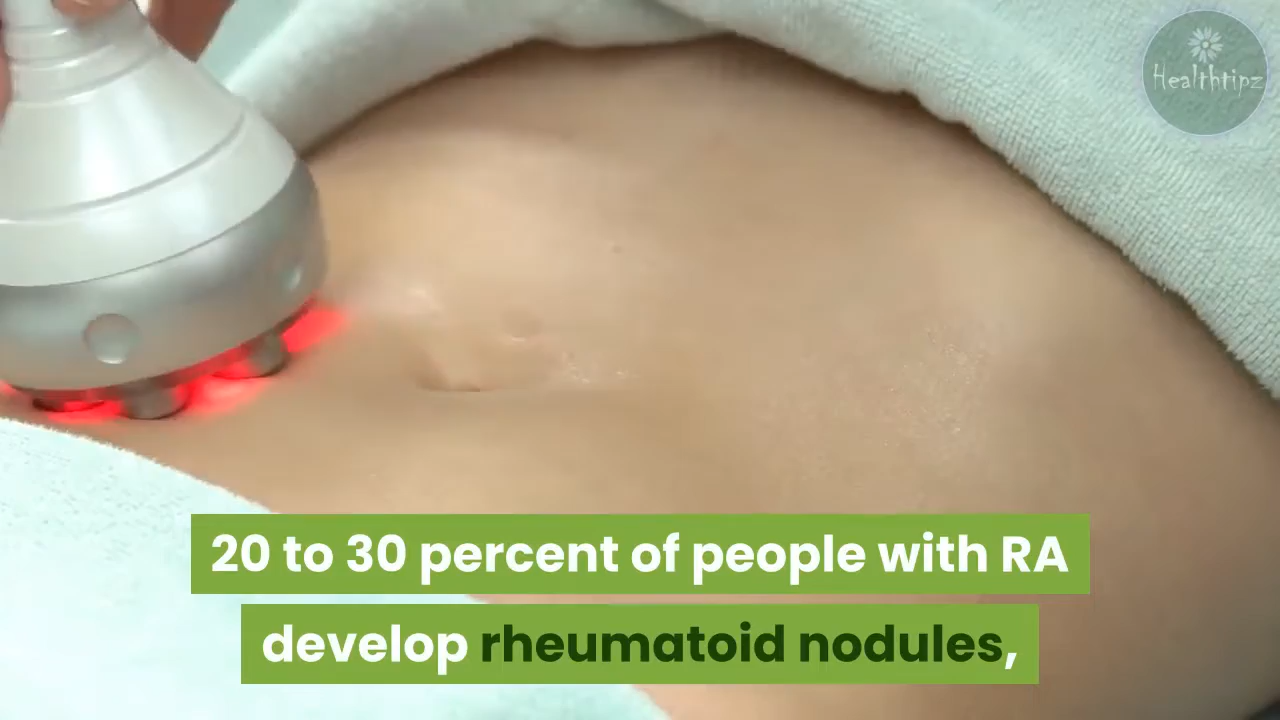 Healthtipz
20 to 30 percent of people with RA
develop rheumatoid nodules,